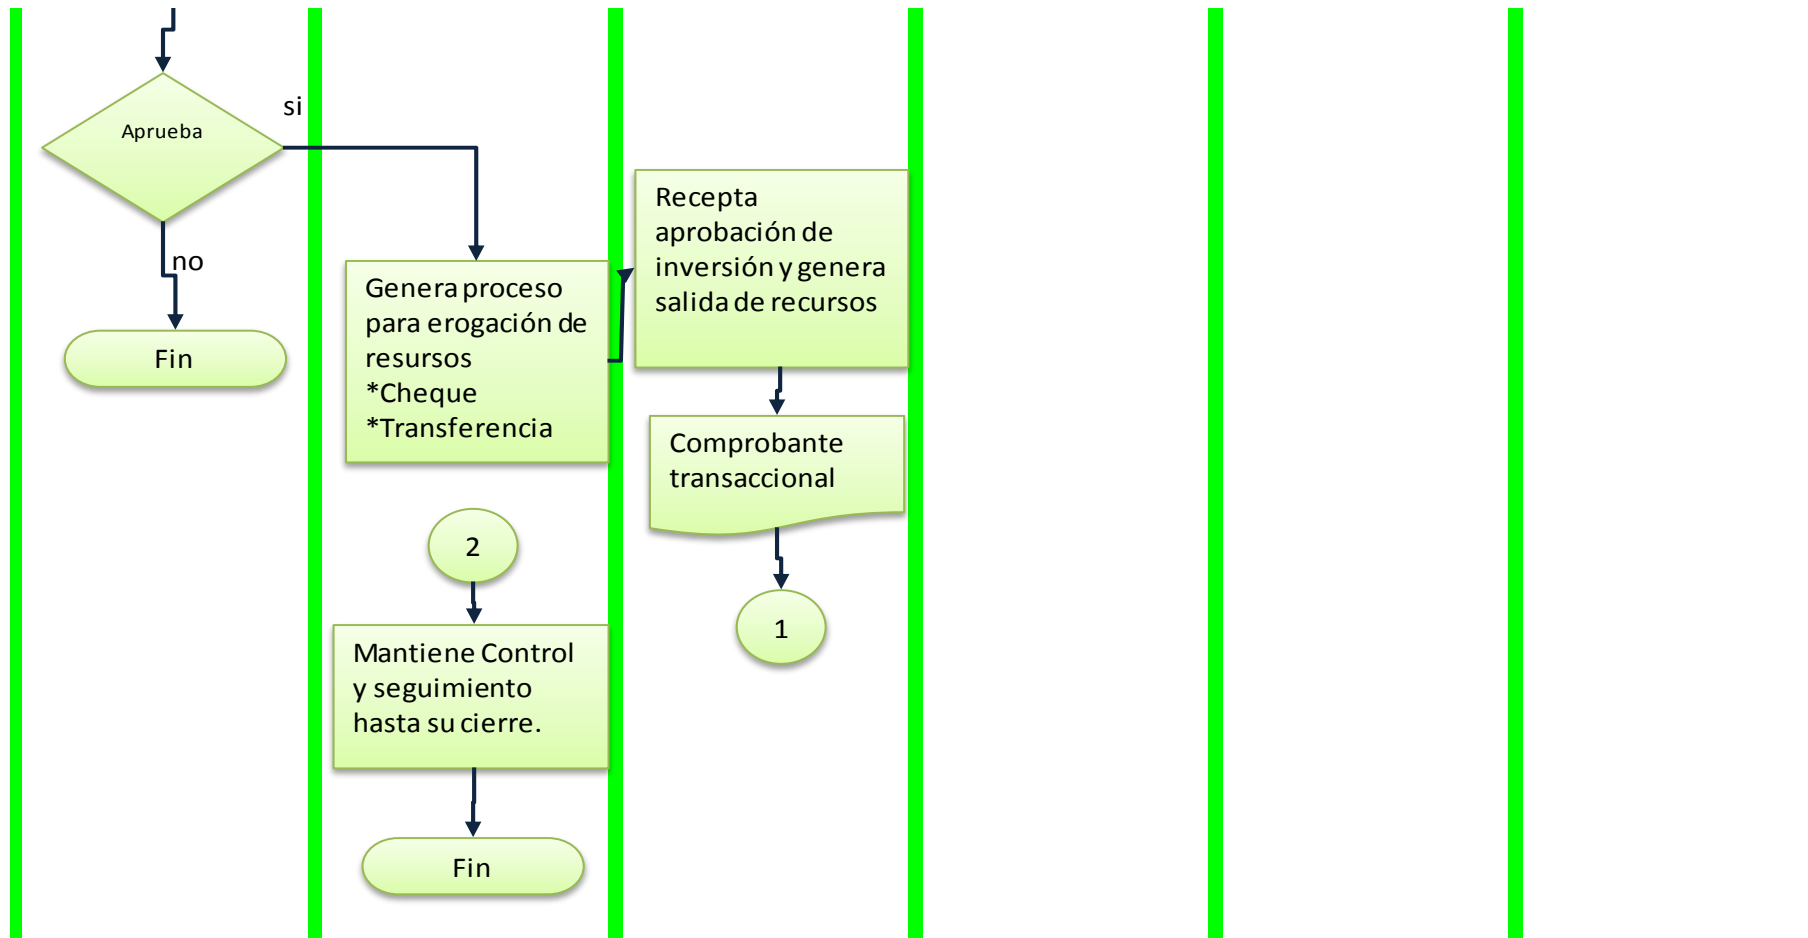 si
Aprueba
no
Fin
Genera proceso
para erogación de
resursos
*Cheque
*Transferencia
Recepta
aprobación de
inversión y genera
salida de recursos
Comprobante
transaccional
1
2
Mantiene Control
y seguimiento
hasta su cierre.
Fin